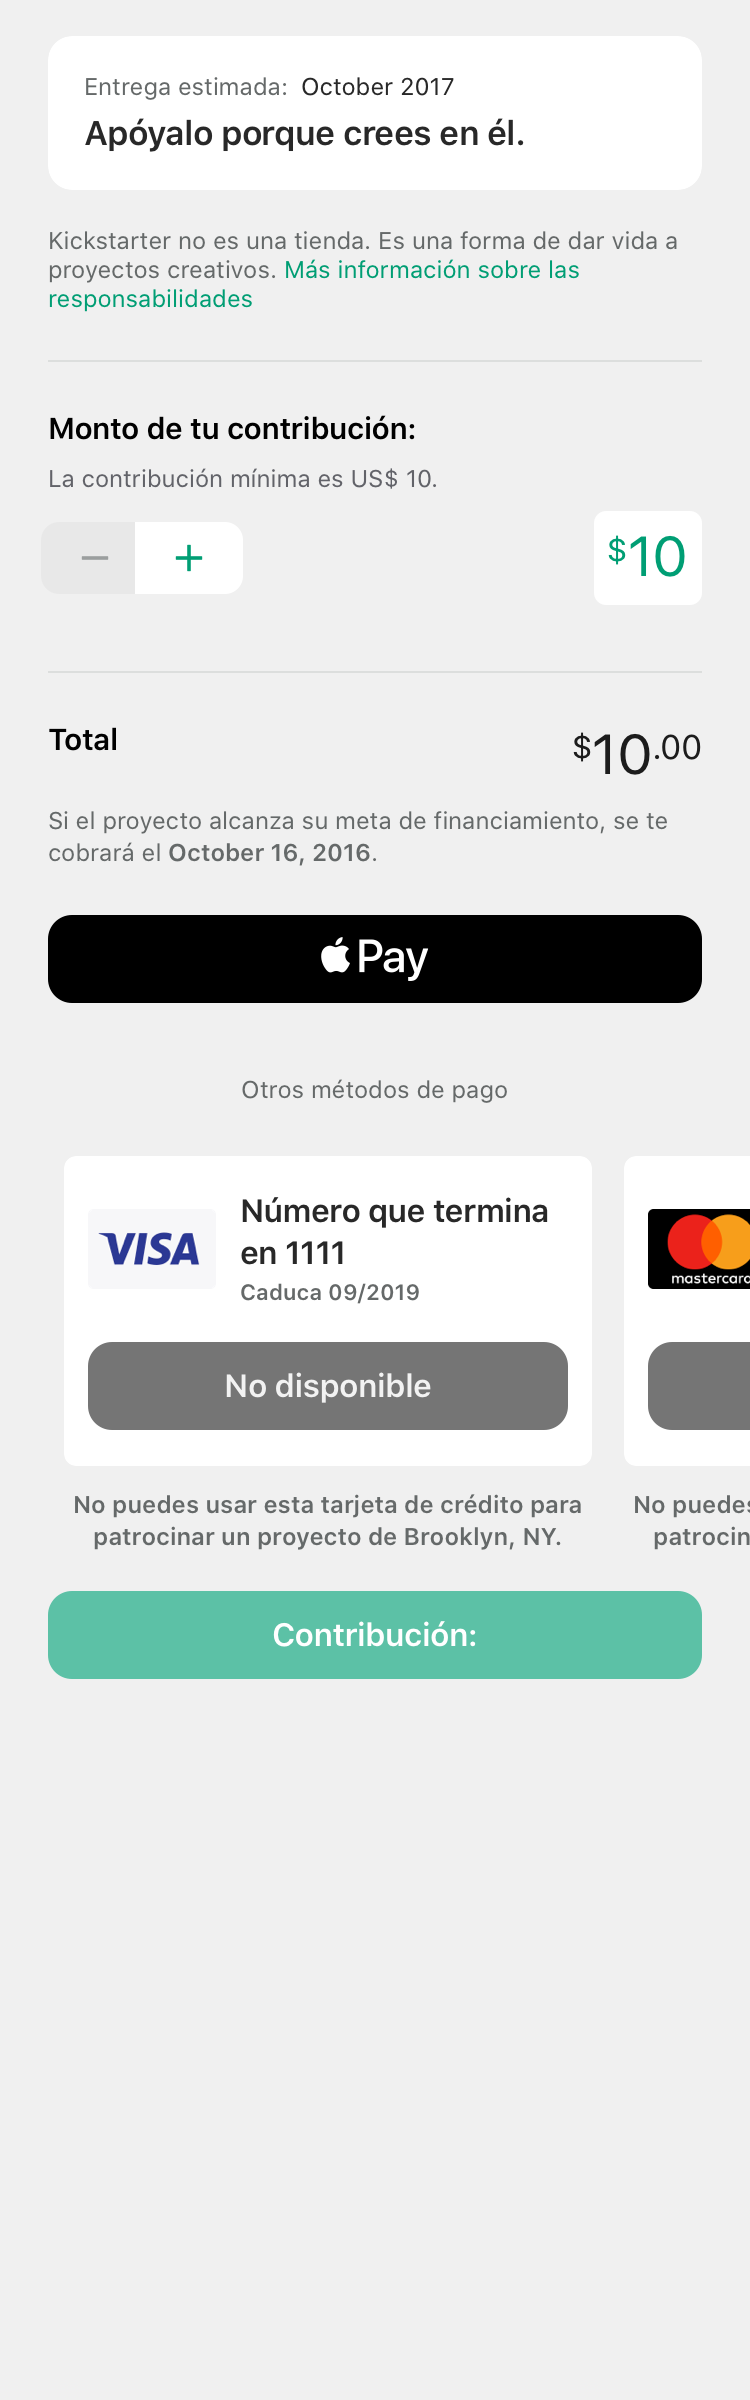 Entrega estimada: October 2017
Apóyalo porque crees en él.
Kickstarter no es una tienda. Es una forma de dar vida a
proyectos creativos. Más información sobre las
responsabilidades
Monto de tu contribución:
La contribución mínima es US$ 10.
− +
$10
Total
$10.00
Si el proyecto alcanza su meta de financiamiento, se te
cobrará el October 16, 2016.
Pay
Otros métodos de pago
VISA
Número que termina
en 1111
Caduca 09/2019
No disponible
No puedes usar esta tarjeta de crédito para
patrocinar un proyecto de Brooklyn, NY.
mastercard
No puedes
patrocin
Contribución: